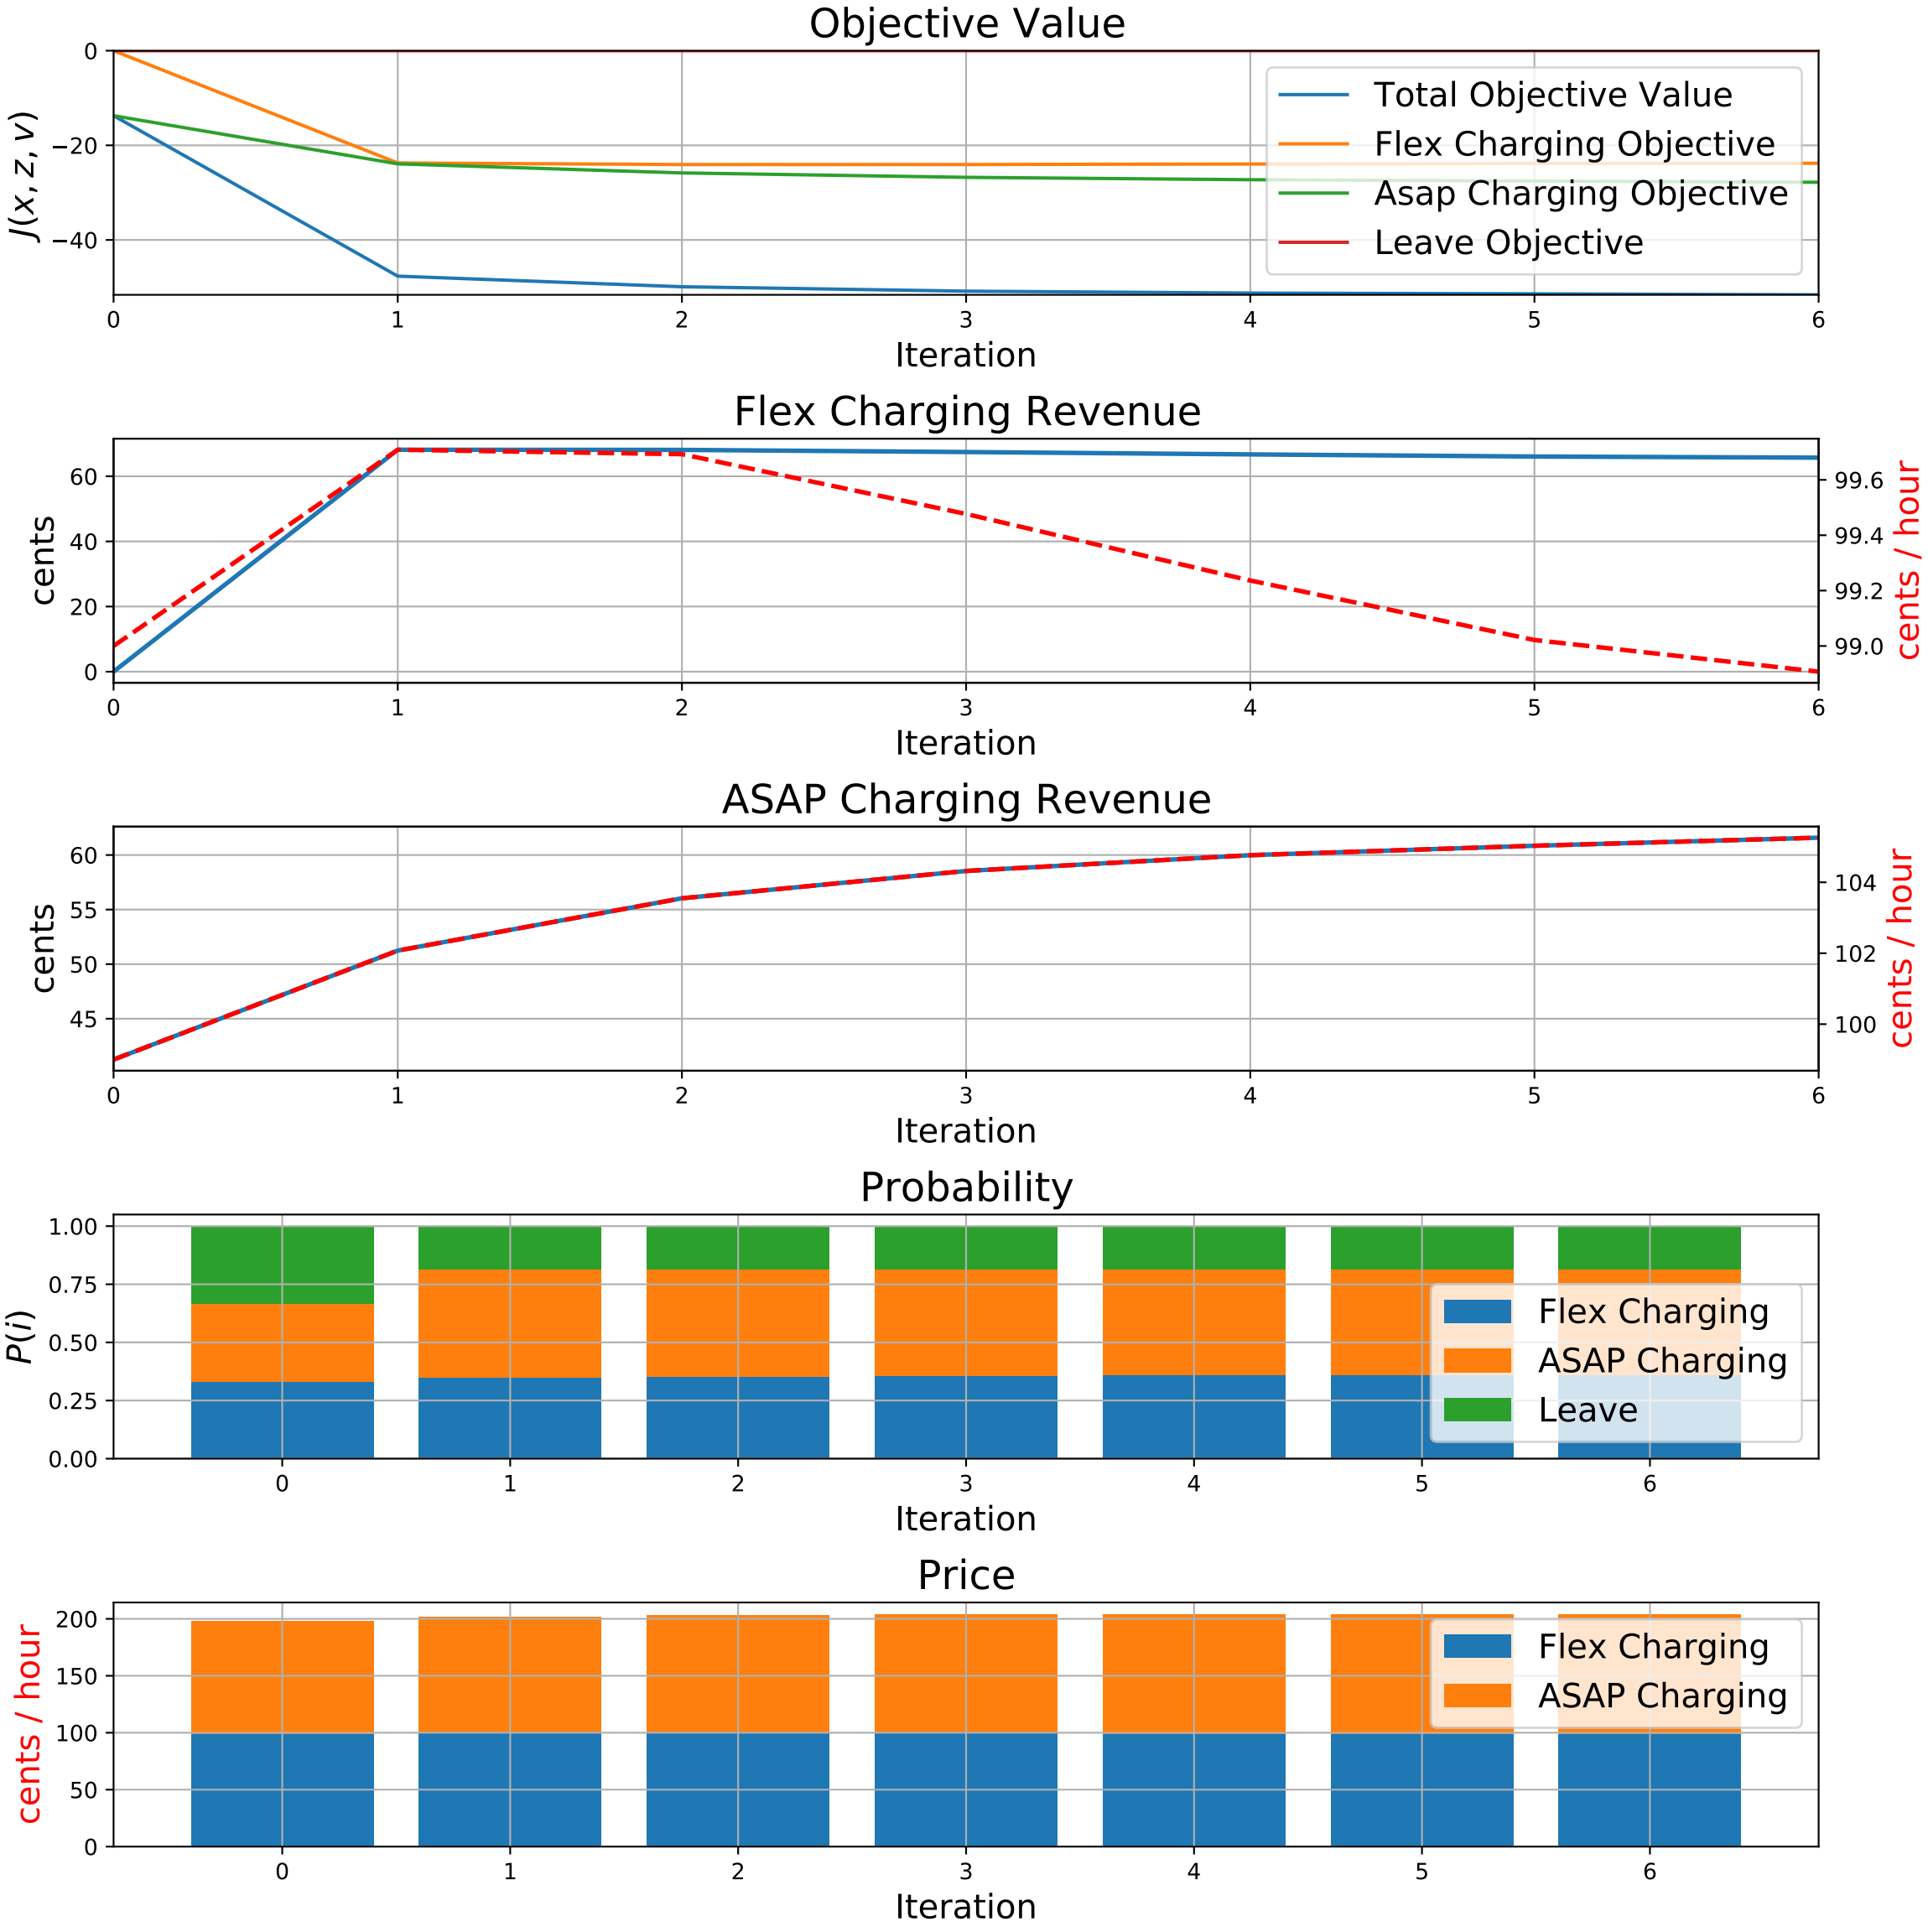 Objective Value
J(x, z, v)
0
−20
−40
Total Objective Value
Flex Charging Objective
Asap Charging Objective
Leave Objective
0 1 2 3 4 5 6
Iteration
Flex Charging Revenue
cents
60
40
20
0
99.6
99.4
99.2
99.0
cents / hour
0 1 2 3 4 5 6
Iteration
ASAP Charging Revenue
cents
60
55
50
45
104
102
100
cents / hour
0 1 2 3 4 5 6
Iteration
Probability
P(i)
1.00
0.75
0.50
0.25
0.00
Flex Charging
ASAP Charging
Leave
0 1 2 3 4 5 6
Iteration
Price
cents / hour
200
150
100
50
0
Flex Charging
ASAP Charging
0 1 2 3 4 5 6
Iteration